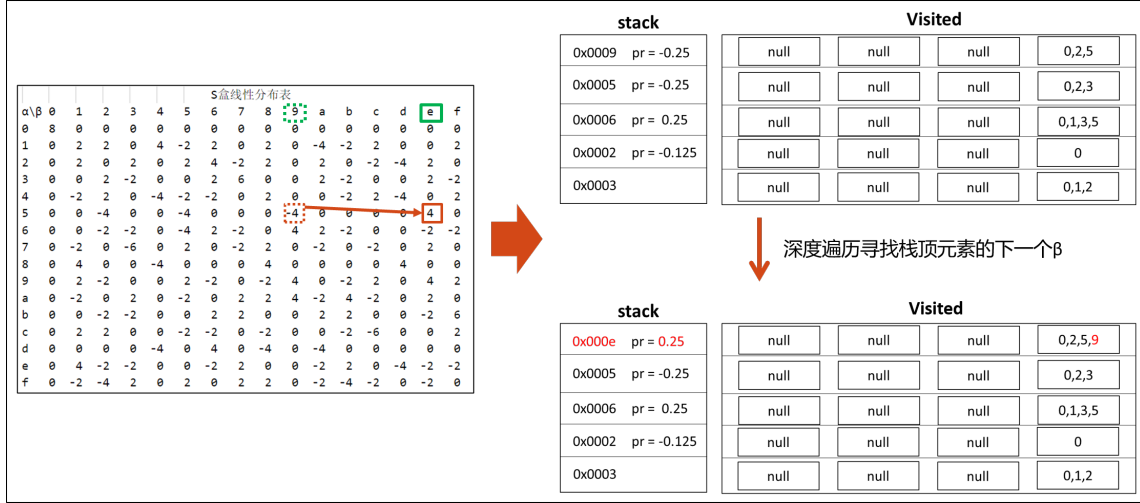 S盒线性分布表
α\β 0 1 2 3 4 5 6 7 8 9 a b c d e f
0 8 0 0 0 0 0 0 0 0 0 0 0 0 0 0 0
1 0 2 2 0 4 -2 2 0 2 0 -4 -2 2 0 0 2
2 0 2 0 2 0 2 4 -2 2 0 2 0 -2 -4 2 0
3 0 0 2 -2 0 0 2 6 0 0 2 -2 0 0 2 -2
4 0 -2 2 0 -4 -2 -2 0 2 0 0 -2 2 -4 0 2
5 0 0 -4 0 0 -4 0 0 0 -4 0 0 0 0 4 0
6 0 0 -2 -2 0 -4 2 -2 0 4 2 -2 0 0 -2 -2
7 0 -2 0 -6 0 2 0 -2 2 0 -2 0 -2 0 2 0
8 0 4 0 0 -4 0 0 0 4 0 0 0 0 4 0 0
9 0 2 -2 0 0 2 -2 0 -2 4 0 -2 2 0 4 2
a 0 -2 0 2 0 -2 0 2 2 4 -2 4 -2 0 2 0
b 0 0 -2 -2 0 0 2 2 0 0 2 2 0 0 -2 6
c 0 2 2 0 0 -2 -2 0 -2 0 0 -2 -6 0 0 2
d 0 0 0 0 -4 0 4 0 -4 0 -4 0 0 0 0 0
e 0 4 -2 -2 0 0 -2 2 0 0 -2 2 0 -4 -2 -2
f 0 -2 -4 2 0 2 0 2 2 0 -2 -4 -2 0 -2 0
stack
Visited
0x0009 pr = -0.25 null null null 0,2,5
0x0005 pr = -0.25 null null null 0,2,3
0x0006 pr = 0.25 null null null 0,1,3,5
0x0002 pr = -0.125 null null null 0
0x0003 null null null 0,1,2
深度遍历寻找栈顶元素的下一个β
stack
Visited
0x000e pr = 0.25 null null null 0,2,5,9
0x0005 pr = -0.25 null null null 0,2,3
0x0006 pr = 0.25 null null null 0,1,3,5
0x0002 pr = -0.125 null null null 0
0x0003 null null null 0,1,2